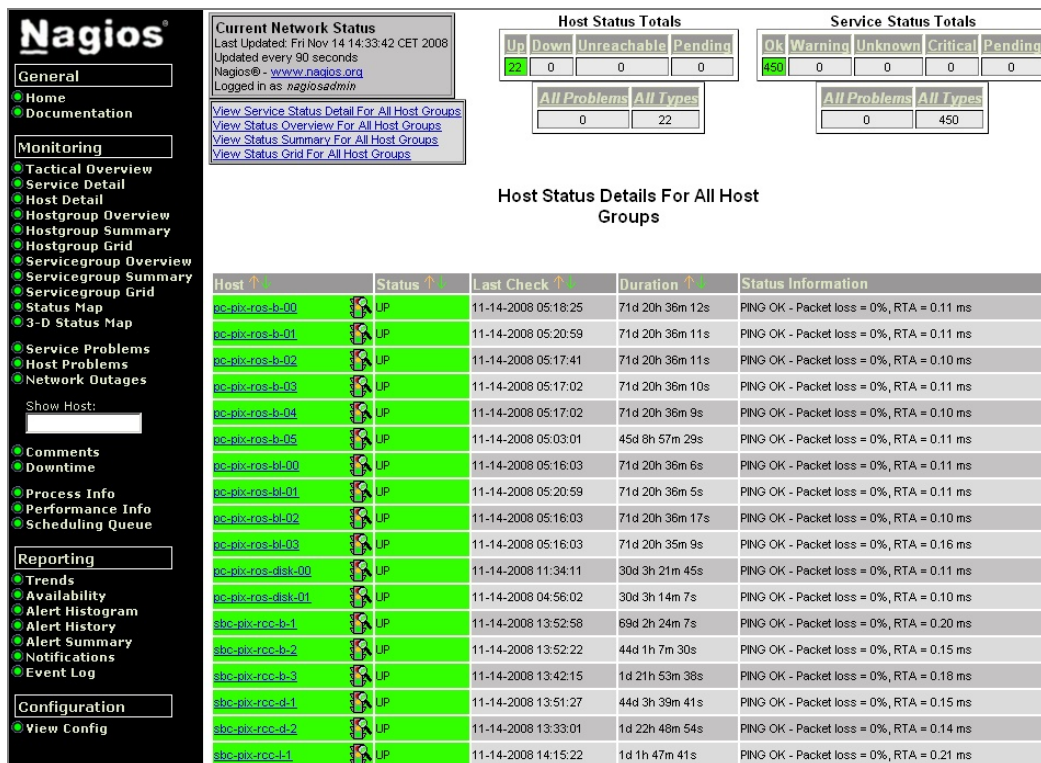 Nagios®
General
Home
Documentation
Monitoring
Tactical Overview
Service Detail
Host Detail
Hostgroup Overview
Hostgroup Summary
Hostgroup Grid
Servicegroup Overview
Servicegroup Summary
Servicegroup Grid
Status Map
3-D Status Map
Service Problems
Host Problems
Network Outages
Show Host:
Comments
Downtime
Process Info
Performance Info
Scheduling Queue
Reporting
Trends
Availability
Alert Histogram
Alert History
Alert Summary
Notifications
Event Log
Configuration
View Config
Current Network Status
Last Updated: Fri Nov 14 14:33:42 CET 2008
Updated every 90 seconds
Nagios® - www.nagios.org
Logged in as nagiosadmin
View Service Status Detail For All Host Groups
View Status Overview For All Host Groups
View Status Summary For All Host Groups
View Status Grid For All Host Groups
Host Status Totals
Up Down Unreachable Pending
22 0 0 0
All Problems All Types
0 22
Service Status Totals
Ok Warning Unknown Critical Pending
450 0 0 0 0
All Problems All Types
0 450
Host Status Details For All Host
Groups
Host Status Last Check Duration Status Information
pc-pix-ros-b-00 UP 11-14-2008 05:18:25 71d 20h 36m 12s PING OK - Packet loss = 0%, RTA = 0.11 ms
pc-pix-ros-b-01 UP 11-14-2008 05:20:59 71d 20h 36m 11s PING OK - Packet loss = 0%, RTA = 0.11 ms
pc-pix-ros-b-02 UP 11-14-2008 05:17:41 71d 20h 36m 11s PING OK - Packet loss = 0%, RTA = 0.10 ms
pc-pix-ros-b-03 UP 11-14-2008 05:17:02 71d 20h 36m 10s PING OK - Packet loss = 0%, RTA = 0.11 ms
pc-pix-ros-b-04 UP 11-14-2008 05:17:02 71d 20h 36m 9s PING OK - Packet loss = 0%, RTA = 0.10 ms
pc-pix-ros-b-05 UP 11-14-2008 05:03:01 45d 8h 57m 29s PING OK - Packet loss = 0%, RTA = 0.11 ms
pc-pix-ros-bl-00 UP 11-14-2008 05:16:03 71d 20h 36m 6s PING OK - Packet loss = 0%, RTA = 0.11 ms
pc-pix-ros-bl-01 UP 11-14-2008 05:20:59 71d 20h 36m 5s PING OK - Packet loss = 0%, RTA = 0.11 ms
pc-pix-ros-bl-02 UP 11-14-2008 05:16:03 71d 20h 36m 17s PING OK - Packet loss = 0%, RTA = 0.10 ms
pc-pix-ros-bl-03 UP 11-14-2008 05:16:03 71d 20h 35m 9s PING OK - Packet loss = 0%, RTA = 0.16 ms
pc-pix-ros-disk-00 UP 11-14-2008 11:34:11 30d 3h 21m 45s PING OK - Packet loss = 0%, RTA = 0.11 ms
pc-pix-ros-disk-01 UP 11-14-2008 04:56:02 30d 3h 14m 7s PING OK - Packet loss = 0%, RTA = 0.10 ms
sbc-pix-rcc-b-1 UP 11-14-2008 13:52:58 69d 2h 24m 7s PING OK - Packet loss = 0%, RTA = 0.20 ms
sbc-pix-rcc-b-2 UP 11-14-2008 13:52:22 44d 1h 7m 30s PING OK - Packet loss = 0%, RTA = 0.15 ms
sbc-pix-rcc-b-3 UP 11-14-2008 13:42:15 1d 21h 53m 38s PING OK - Packet loss = 0%, RTA = 0.18 ms
sbc-pix-rcc-d-1 UP 11-14-2008 13:51:27 44d 3h 39m 41s PING OK - Packet loss = 0%, RTA = 0.15 ms
sbc-pix-rcc-d-2 UP 11-14-2008 13:33:01 1d 22h 48m 54s PING OK - Packet loss = 0%, RTA = 0.14 ms
sbc-pix-rcc-l-1 UP 11-14-2008 14:15:22 1d 1h 47m 41s PING OK - Packet loss = 0%, RTA = 0.21 ms